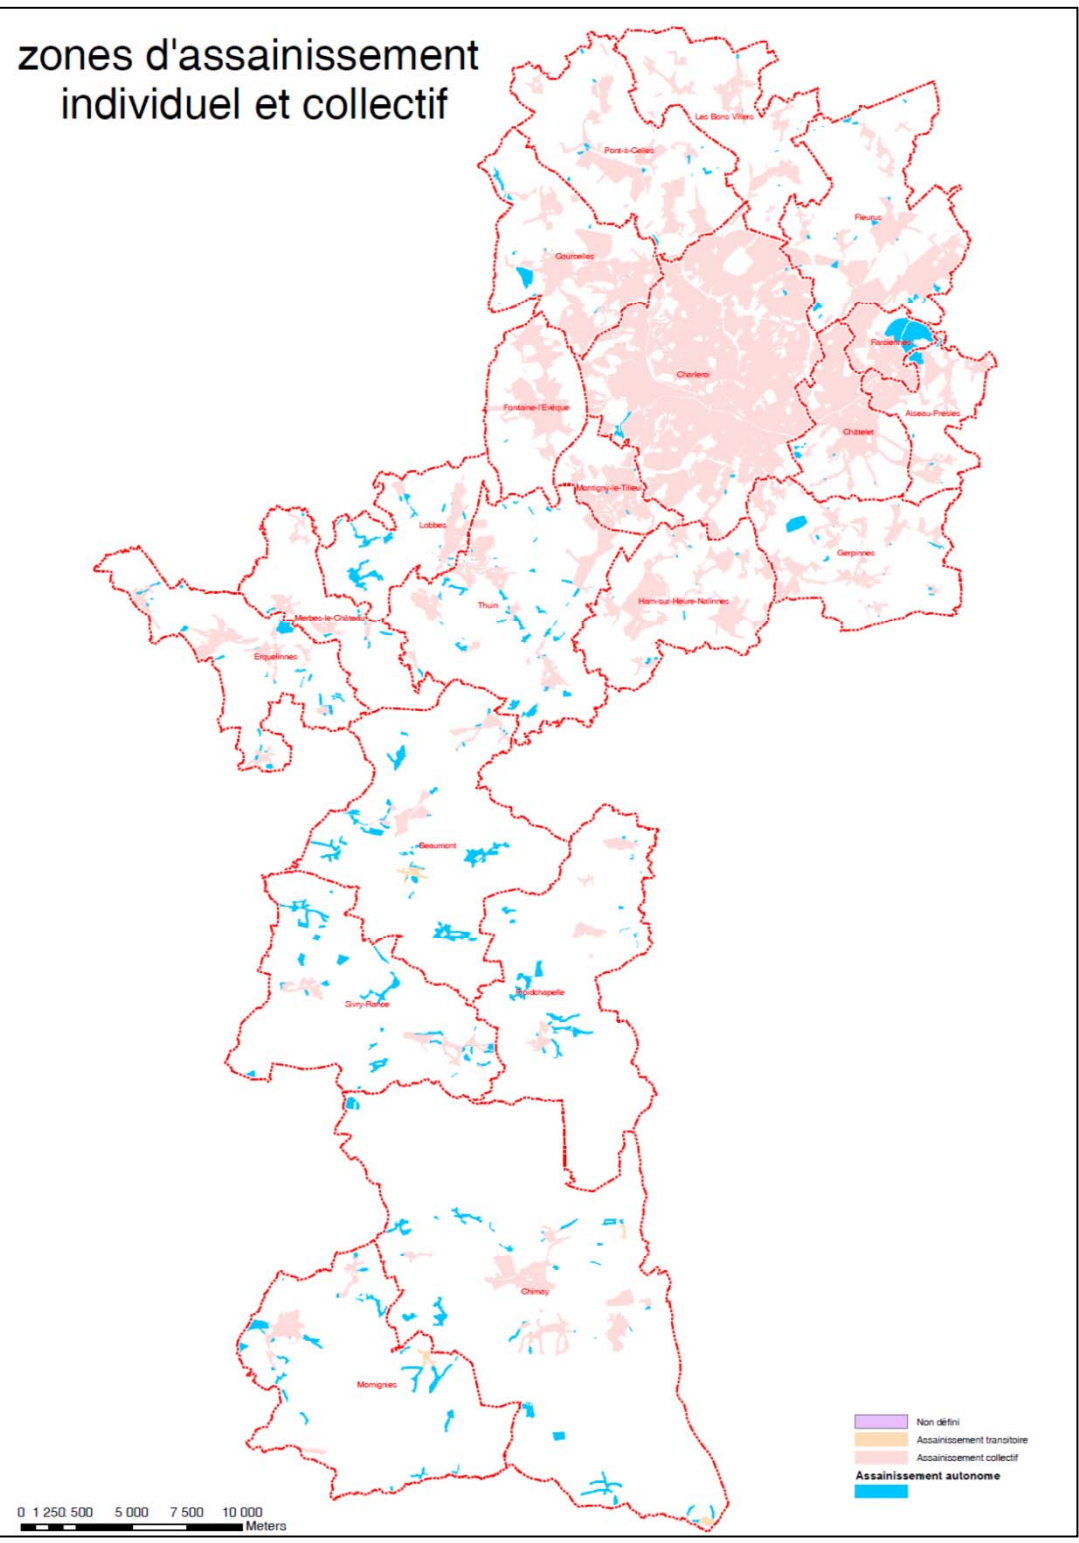 zones d'assainissement
individuel et collectif
Les Bons Villers
Pont-à-Celles
Fleurus
Courcelles
Farciennes
Charleroi
Fontaine-l'Evêque
Aiseau-Presles
Châtelet
Montigny-le-Tilleul
Lobbes
Gerpinnes
Thuin
Ham-sur-Heure-Nalinnes
Merbes-le-Château
Erquelinnes
Beaumont
Froidchapelle
Sivry-Rance
Chimay
Momignies
Non défini
Assainissement transitoire
Assainissement collectif
Assainissement autonome
0 1 250 2 500 5 000 7 500 10 000
Meters